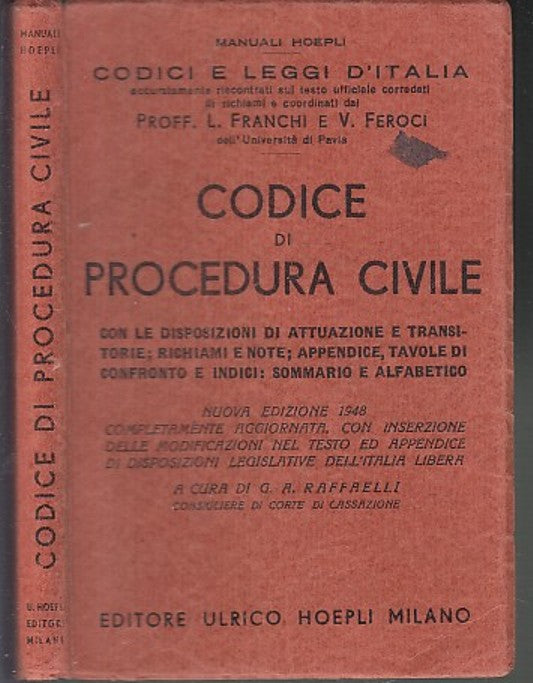 MANUALI
HOEPLI
CODICE DI PROCEDURA CIVILE
U. HOEPLI
EDITORE
MILANO
MANUALI HOEPLI
CODICI E LEGGI D'ITALIA
accuratamente riscontrati sul testo ufficiale corredati
di richiami e coordinati dai
PROFF. L. FRANCHI E V. FEROCI
dell'Università di Pavia
CODICE
DI
PROCEDURA CIVILE
CON LE DISPOSIZIONI DI ATTUAZIONE E TRANSI-
TORIE; RICHIAMI E NOTE; APPENDICE, TAVOLE DI
CONFRONTO E INDICI: SOMMARIO E ALFABETICO
NUOVA EDIZIONE 1948
COMPLETAMENTE AGGIORNATA, CON INSERZIONE
DELLE MODIFICAZIONI NEL TESTO ED APPENDICE
DI DISPOSIZIONI LEGISLATIVE DELL'ITALIA LIBERA
A CURA DI G. A. RAFFAELLI
CONSIGLIERE DI CORTE DI CASSAZIONE
EDITORE ULRICO HOEPLI MILANO